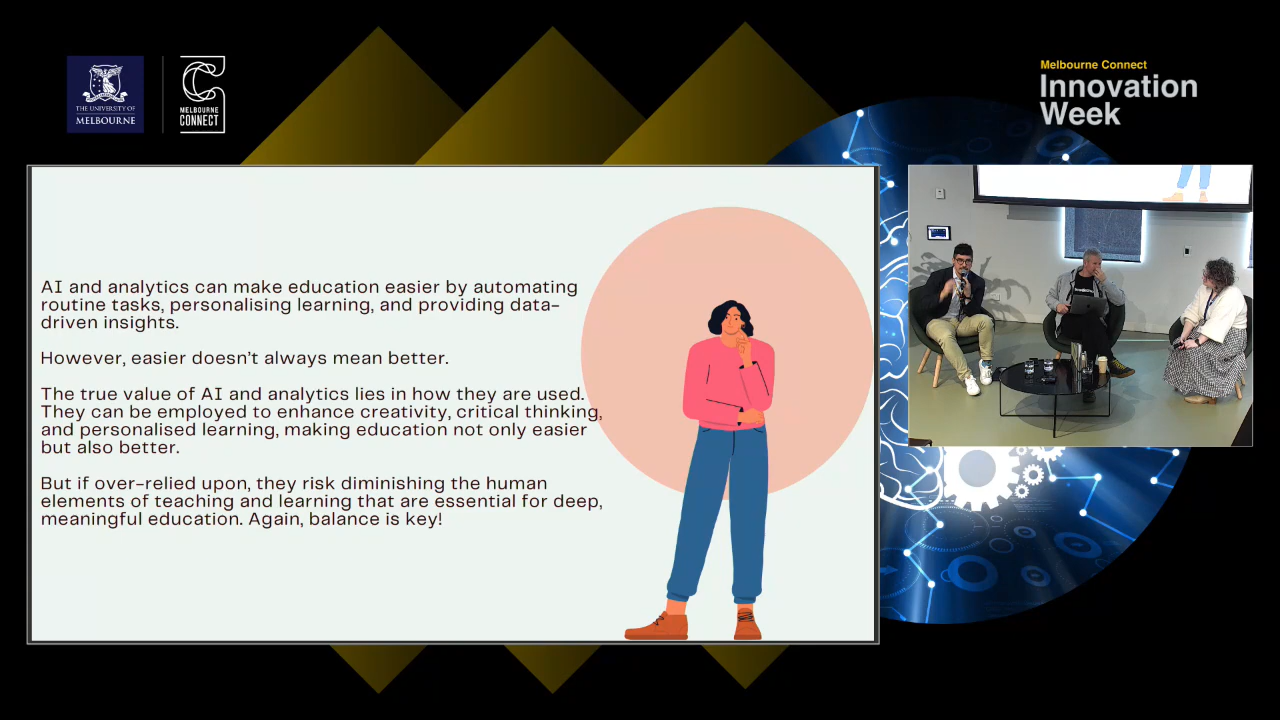 THE UNIVERSITY OF
MELBOURNE
MELBOURNE
CONNECT
Melbourne Connect
Innovation
Week
AI and analytics can make education easier by automating
routine tasks, personalising learning, and providing data-
driven insights.
However, easier doesn't always mean better.
The true value of AI and analytics lies in how they are used.
They can be employed to enhance creativity, critical thinking,
and personalised learning, making education not only easier
but also better.
But if over-relied upon, they risk diminishing the human
elements of teaching and learning that are essential for deep,
meaningful education. Again, balance is key!